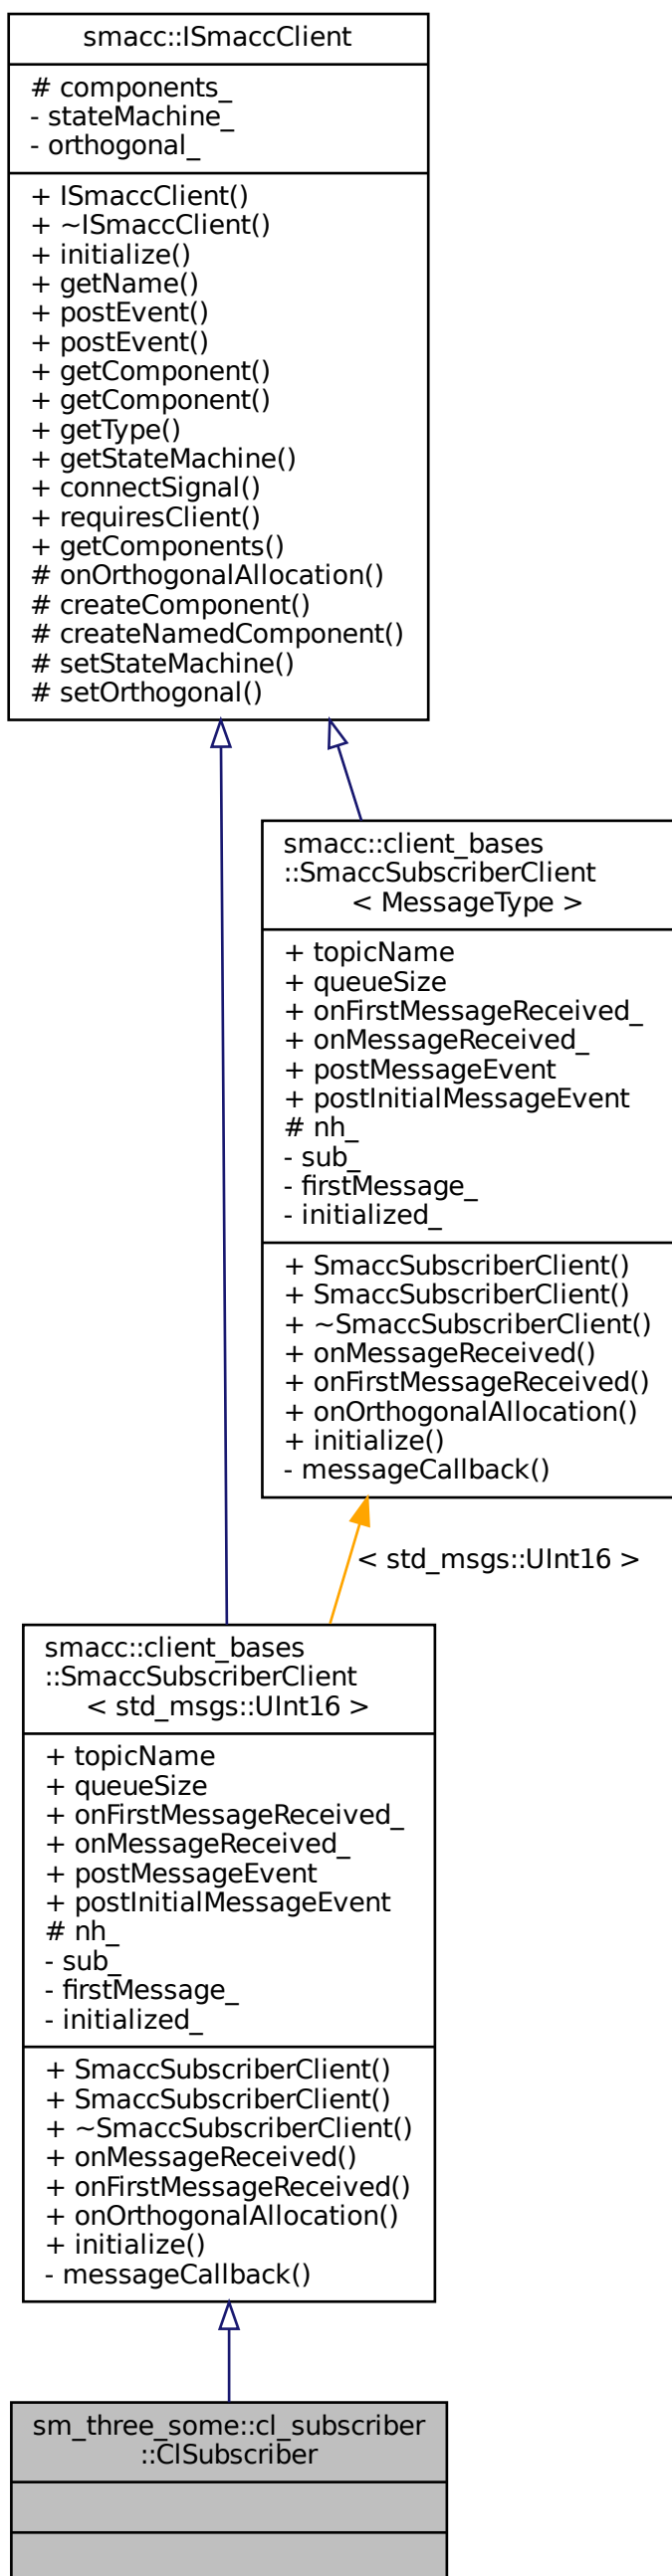 smacc::ISmaccClient
# components_
- stateMachine_
- orthogonal_
+ ISmaccClient()
+ ~ISmaccClient()
+ initialize()
+ getName()
+ postEvent()
+ postEvent()
+ getComponent()
+ getComponent()
+ getType()
+ getStateMachine()
+ connectSignal()
+ requiresClient()
+ getComponents()
# onOrthogonalAllocation()
# createComponent()
# createNamedComponent()
# setStateMachine()
# setOrthogonal()
smacc::client_bases
::SmaccSubscriberClient
< MessageType >
+ topicName
+ queueSize
+ onFirstMessageReceived_
+ onMessageReceived_
+ postMessageEvent
+ postInitialMessageEvent
# nh_
- sub_
- firstMessage_
- initialized_
+ SmaccSubscriberClient()
+ SmaccSubscriberClient()
+ ~SmaccSubscriberClient()
+ onMessageReceived()
+ onFirstMessageReceived()
+ onOrthogonalAllocation()
+ initialize()
- messageCallback()
< std_msgs::UInt16 >
smacc::client_bases
::SmaccSubscriberClient
< std_msgs::UInt16 >
+ topicName
+ queueSize
+ onFirstMessageReceived_
+ onMessageReceived_
+ postMessageEvent
+ postInitialMessageEvent
# nh_
- sub_
- firstMessage_
- initialized_
+ SmaccSubscriberClient()
+ SmaccSubscriberClient()
+ ~SmaccSubscriberClient()
+ onMessageReceived()
+ onFirstMessageReceived()
+ onOrthogonalAllocation()
+ initialize()
- messageCallback()
sm_three_some::cl_subscriber
::ClSubscriber